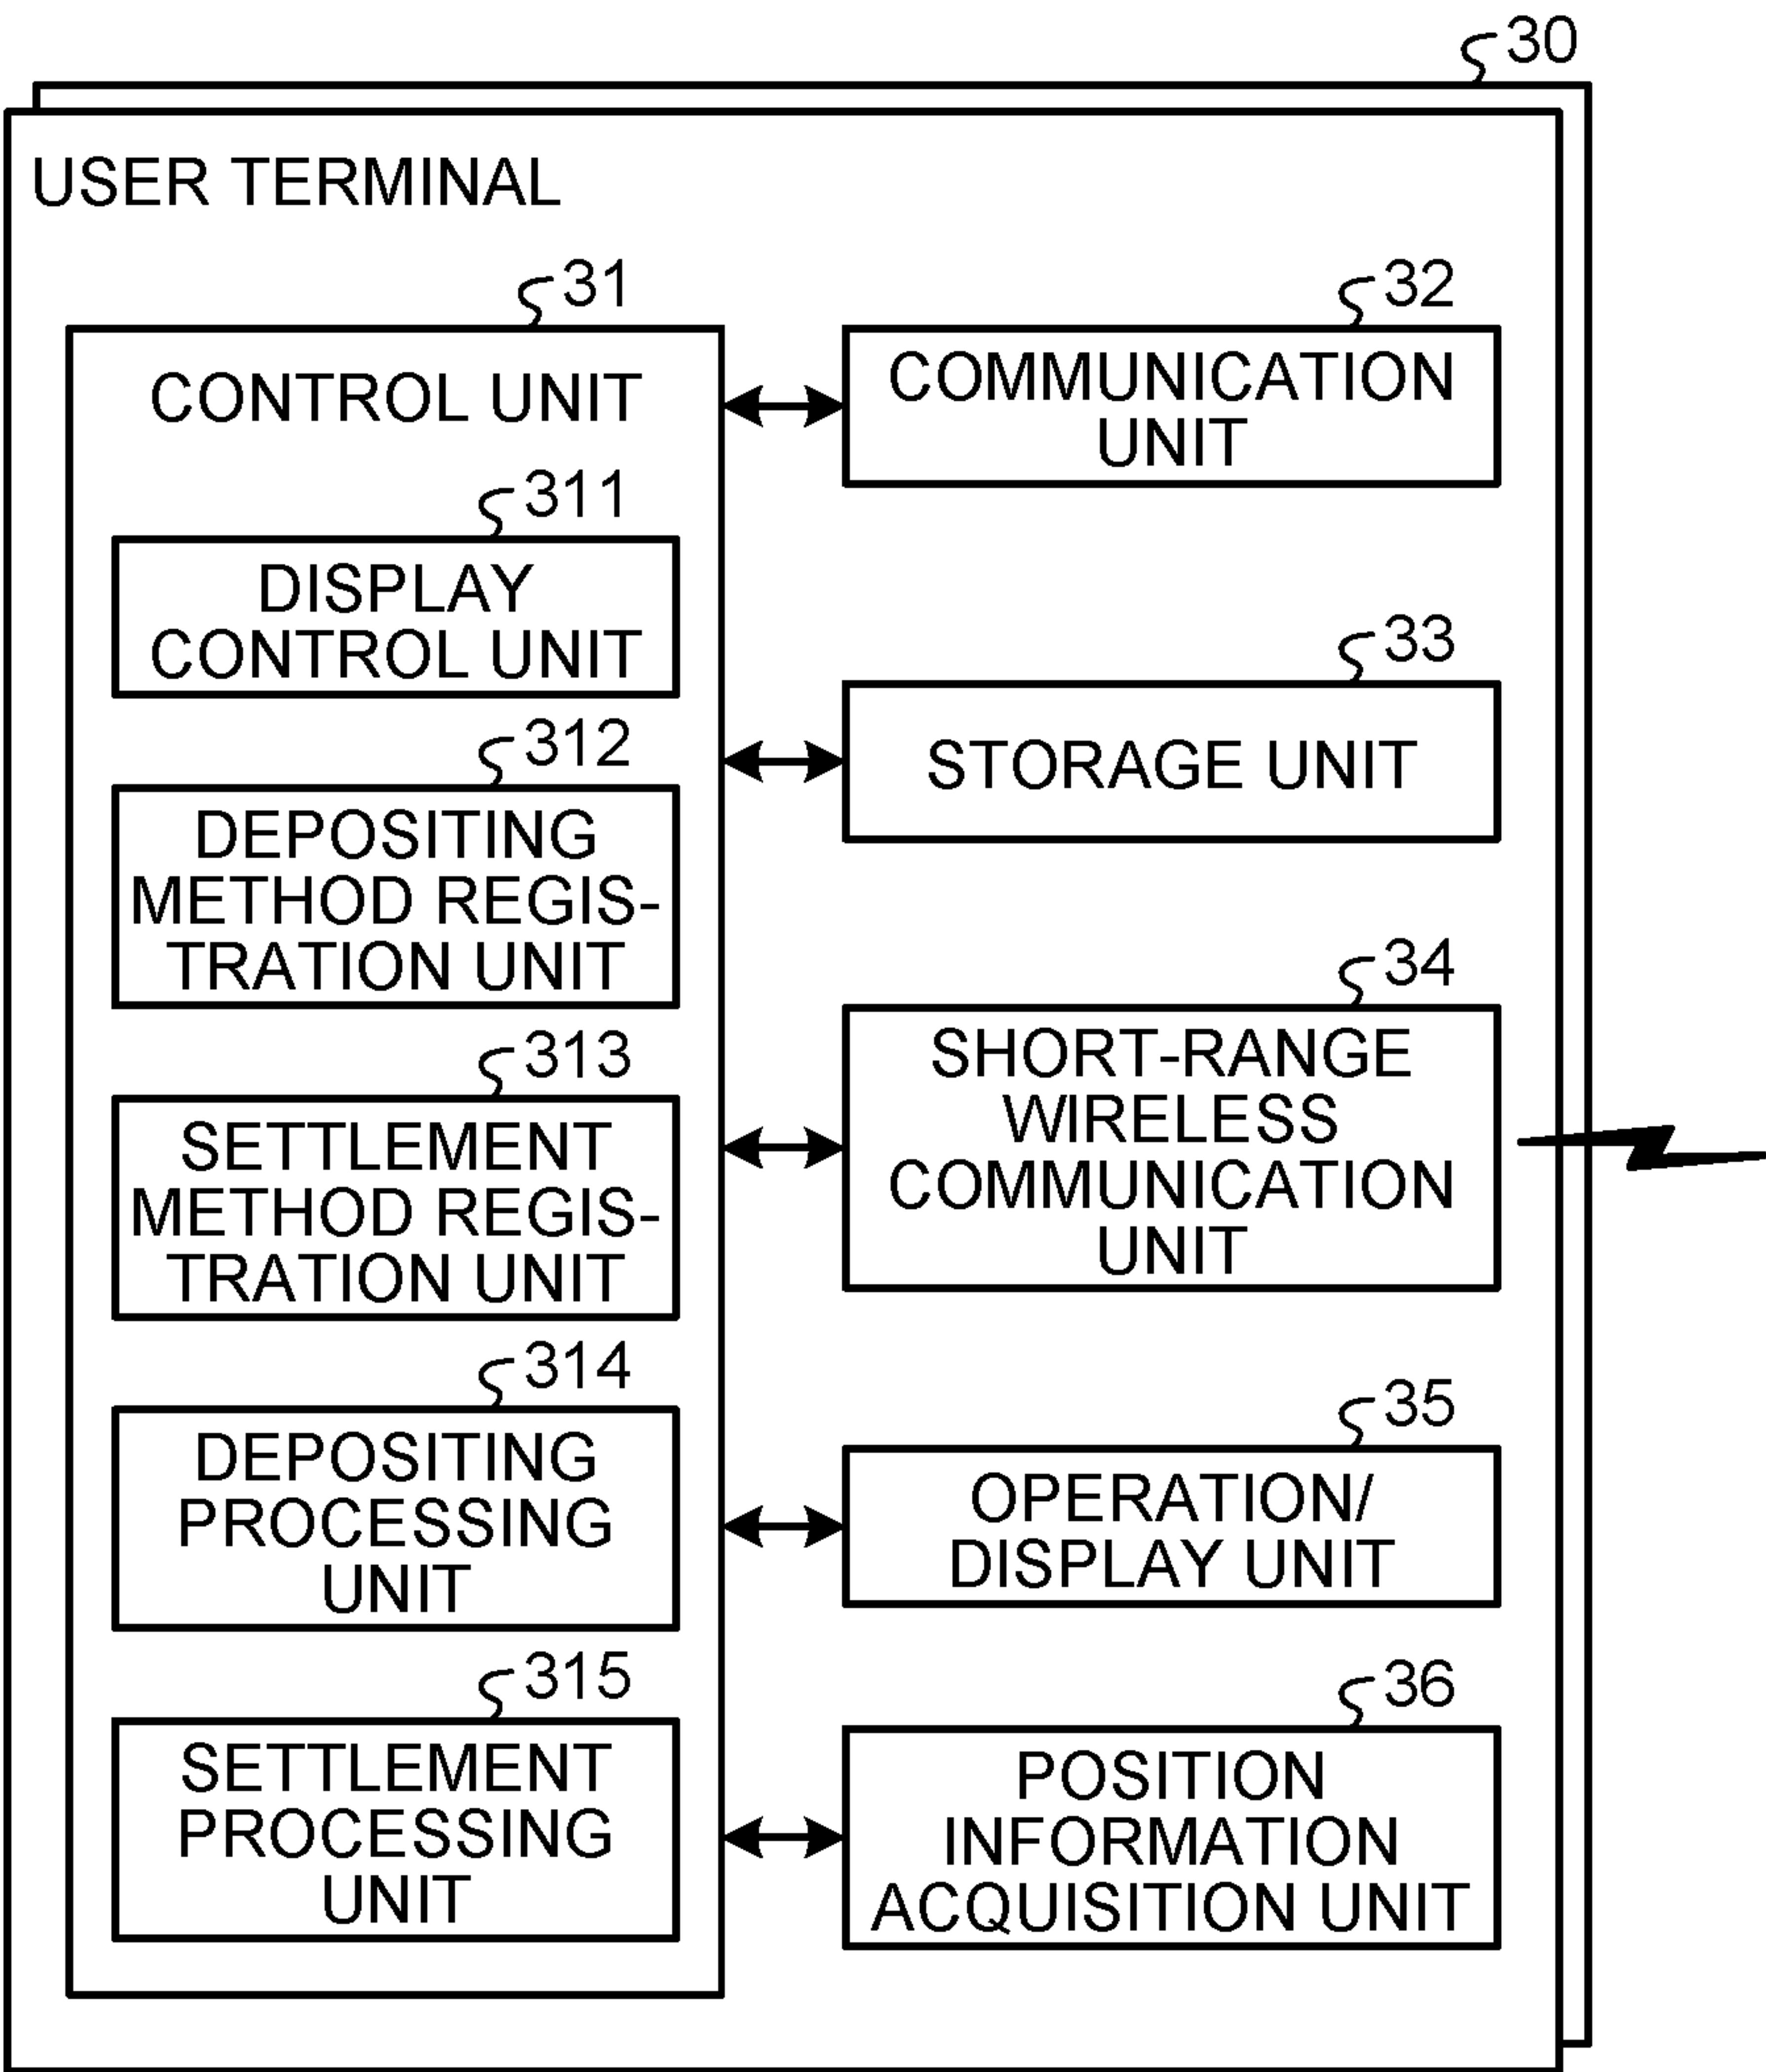 30
USER TERMINAL
31
CONTROL UNIT
311
DISPLAY
CONTROL UNIT
312
DEPOSITING
METHOD REGIS-
TRATION UNIT
313
SETTLEMENT
METHOD REGIS-
TRATION UNIT
314
DEPOSITING
PROCESSING
UNIT
315
SETTLEMENT
PROCESSING
UNIT
32
COMMUNICATION
UNIT
33
STORAGE UNIT
34
SHORT-RANGE
WIRELESS
COMMUNICATION
UNIT
35
OPERATION/
DISPLAY UNIT
36
POSITION
INFORMATION
ACQUISITION UNIT